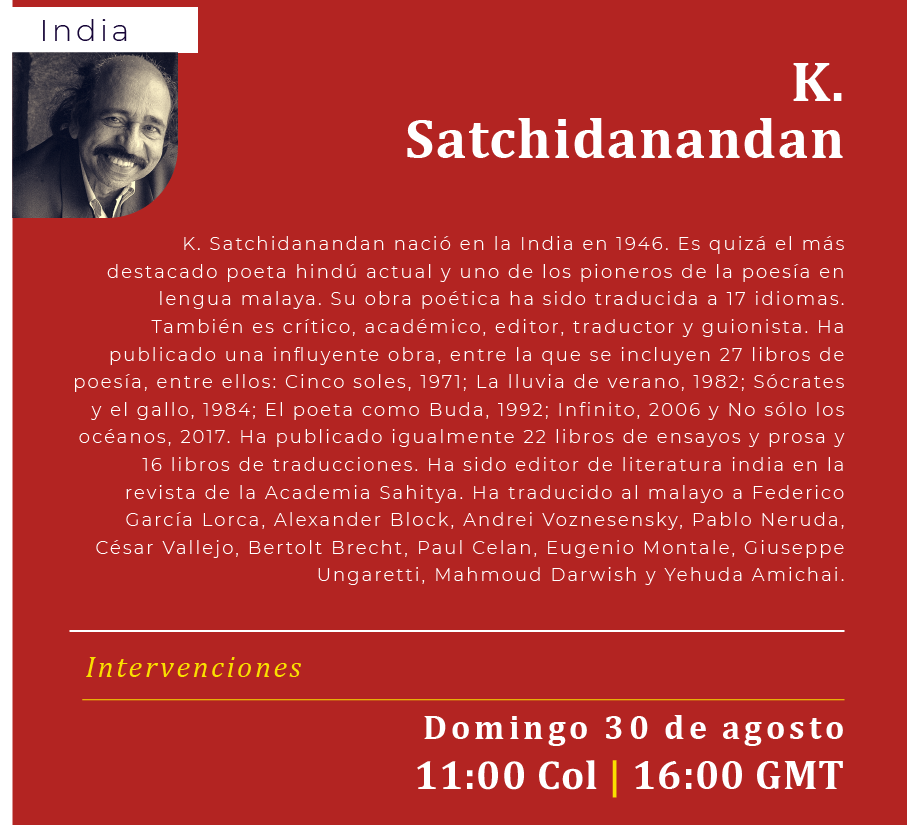 India
K.
Satchidanandan
K. Satchidanandan nació en la India en 1946. Es quizá el más
destacado poeta hindú actual y uno de los pioneros de la poesía en
lengua malaya. Su obra poética ha sido traducida a 17 idiomas.
También es crítico, académico, editor, traductor y guionista. Ha
publicado una influyente obra, entre la que se incluyen 27 libros de
poesía, entre ellos: Cinco soles, 1971; La lluvia de verano, 1982; Sócrates
y el gallo, 1984; El poeta como Buda, 1992; Infinito, 2006 y No sólo los
océanos, 2017. Ha publicado igualmente 22 libros de ensayos y prosa y
16 libros de traducciones. Ha sido editor de literatura india en la
revista de la Academia Sahitya. Ha traducido al malayo a Federico
García Lorca, Alexander Block, Andrei Voznesensky, Pablo Neruda,
César Vallejo, Bertolt Brecht, Paul Celan, Eugenio Montale, Giuseppe
Ungaretti, Mahmoud Darwish y Yehuda Amichai.
Intervenciones
Domingo 30 de agosto
11:00 Col | 16:00 GMT